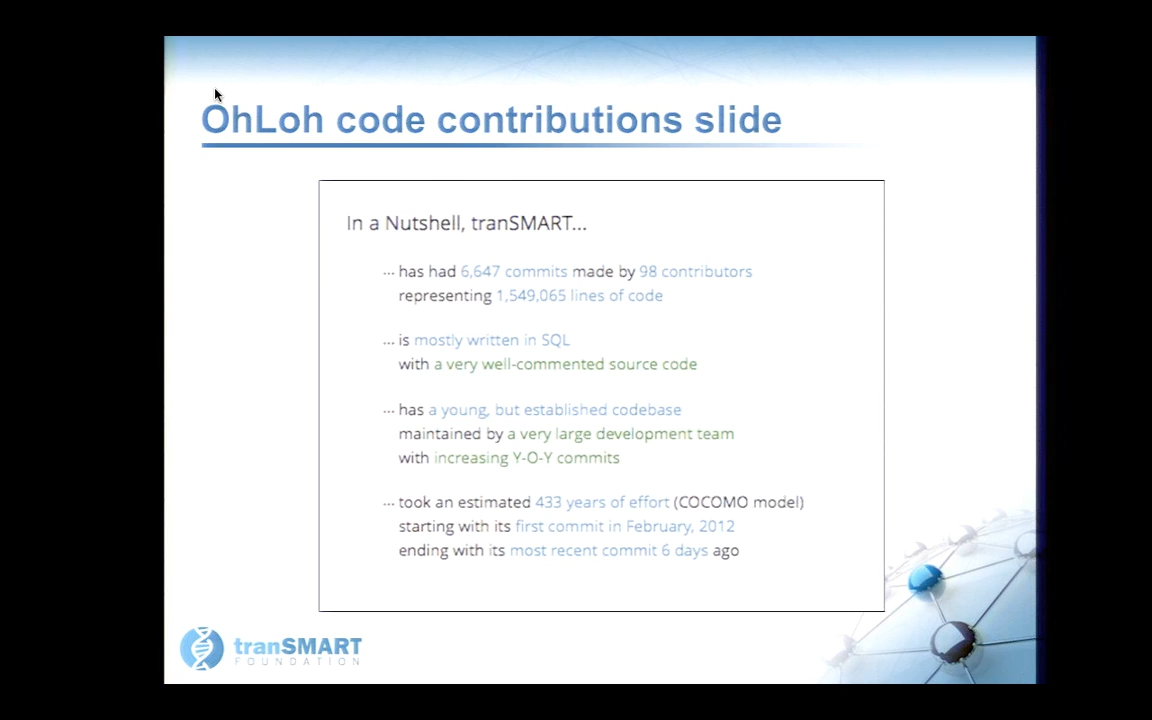 OhLoh code contributions slide
In a Nutshell, tranSMART...
... has had 6,647 commits made by 98 contributors
representing 1,549,065 lines of code
... is mostly written in SQL
with a very well-commented source code
... has a young, but established codebase
maintained by a very large development team
with increasing Y-O-Y commits
... took an estimated 433 years of effort (COCOMO model)
starting with its first commit in February, 2012
ending with its most recent commit 6 days ago
tranSMART
FOUNDATION